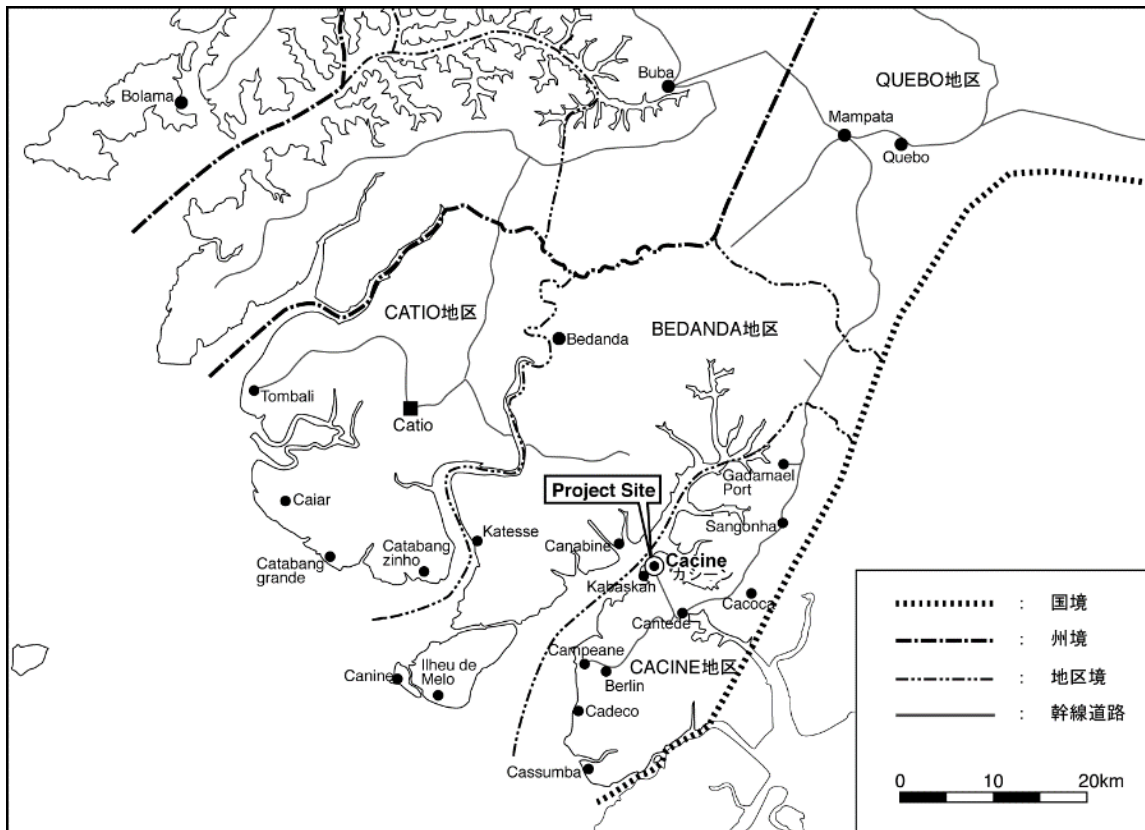 Buba
QUEBO地区
Bolama
Mampata
Quebo
CATIO地区
BEDANDA地区
Bedanda
Tombali
Catio
Gadamael
Port
Project Site
Caiar
Sangonha
Katesse
Canabine
Catabang
grande
Catabang
zinho
Cacine
カシーン
Kabaskan
Cacoca
Cantede
Campeane
CACINE地区
Canine
Ilheu de
Melo
Berlin
Cadeco
Cassumba
： 国境
： 州境
： 地区境
： 幹線道路
0 10 20km